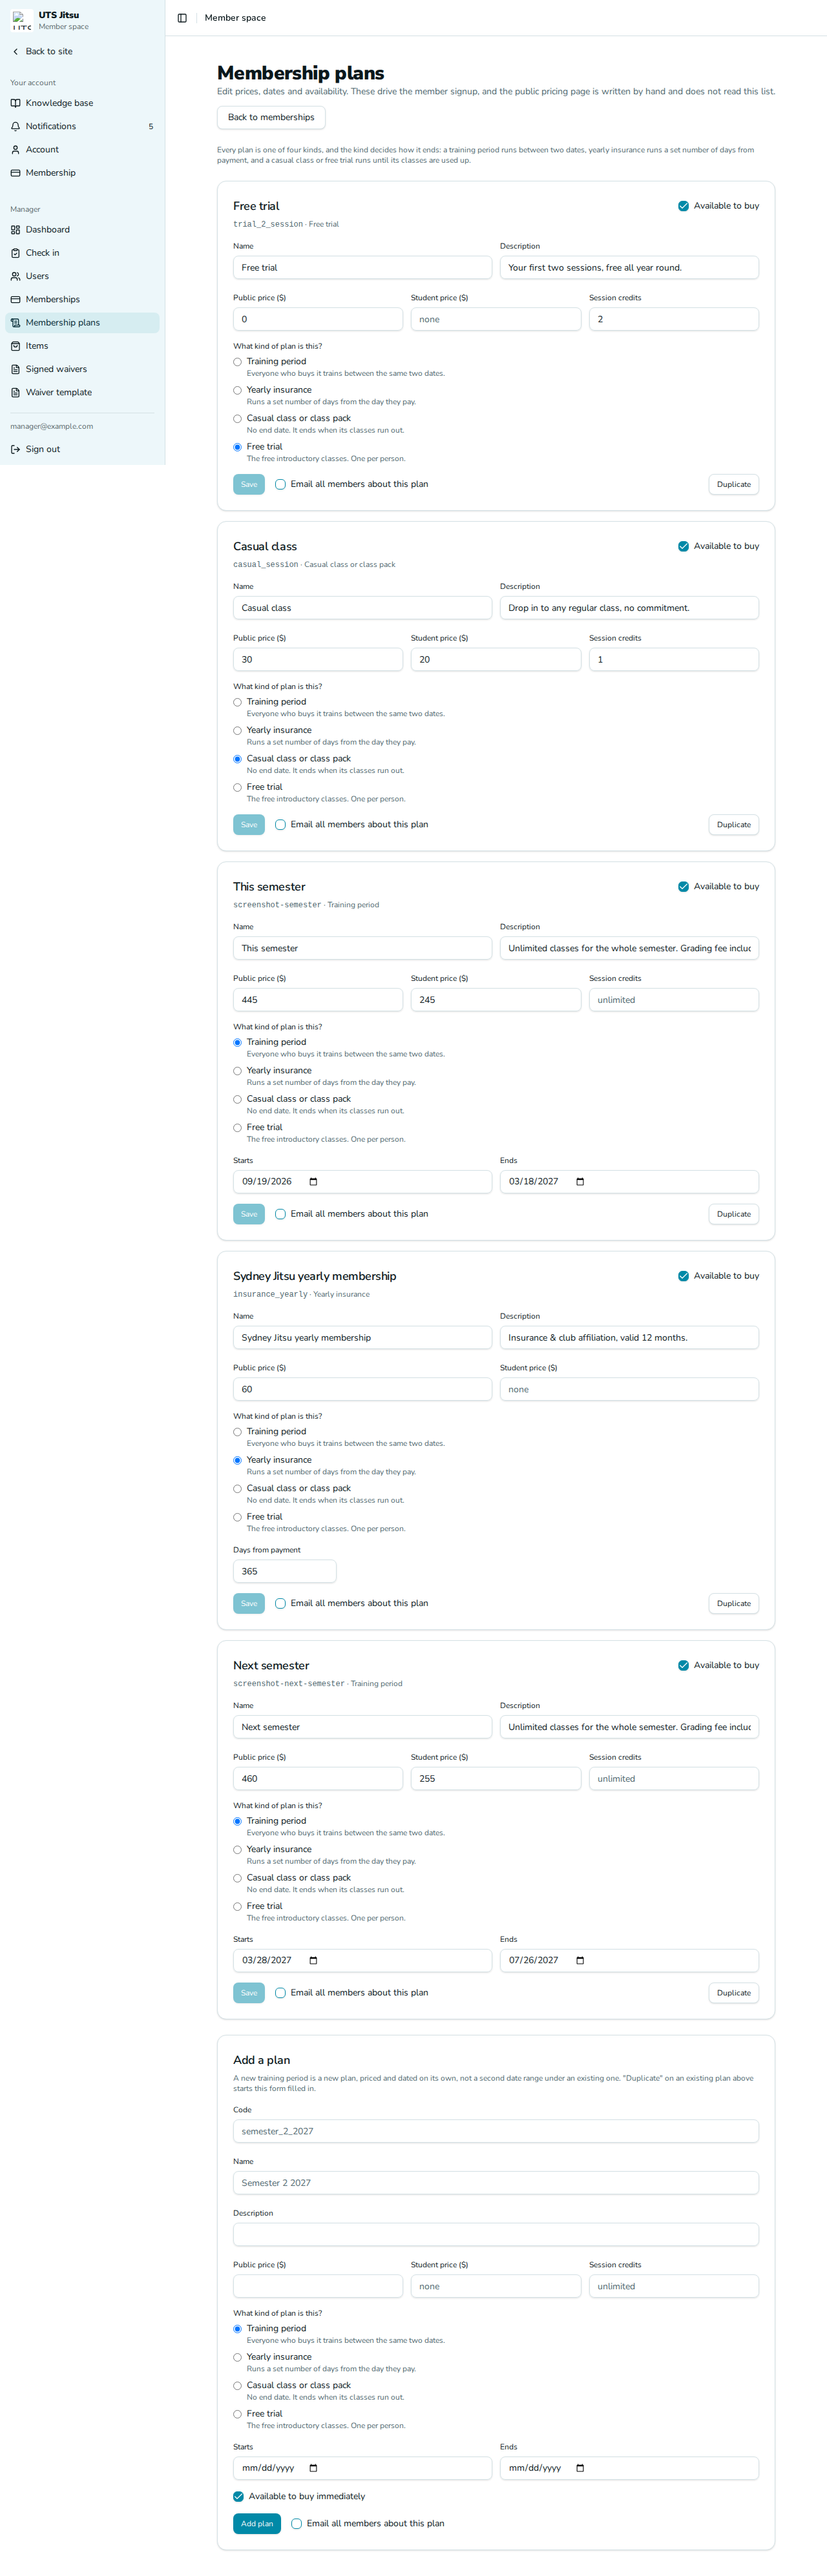 UTS Jitsu
Member space
Back to site
Your account
Knowledge base
Notifications 5
Account
Membership
Manager
Dashboard
Check in
Users
Memberships
Membership plans
Items
Signed waivers
Waiver template
manager@example.com
Sign out
Member space
Membership plans
Edit prices, dates and availability. These drive the member signup, and the public pricing page is written by hand and does not read this list.
Back to memberships
Every plan is one of four kinds, and the kind decides how it ends: a training period runs between two dates, yearly insurance runs a set number of days from
payment, and a casual class or free trial runs until its classes are used up.
Free trial Available to buy
trial_2_session · Free trial
Name Description
Free trial Your first two sessions, free all year round.
Public price ($) Student price ($) Session credits
0 none 2
What kind of plan is this?
Training period
Everyone who buys it trains between the same two dates.
Yearly insurance
Runs a set number of days from the day they pay.
Casual class or class pack
No end date. It ends when its classes run out.
Free trial
The free introductory classes. One per person.
Save Email all members about this plan Duplicate
Casual class Available to buy
casual_session · Casual class or class pack
Name Description
Casual class Drop in to any regular class, no commitment.
Public price ($) Student price ($) Session credits
30 20 1
What kind of plan is this?
Training period
Everyone who buys it trains between the same two dates.
Yearly insurance
Runs a set number of days from the day they pay.
Casual class or class pack
No end date. It ends when its classes run out.
Free trial
The free introductory classes. One per person.
Save Email all members about this plan Duplicate
This semester Available to buy
screenshot-semester · Training period
Name Description
This semester Unlimited classes for the whole semester. Grading fee incluc
Public price ($) Student price ($) Session credits
445 245 unlimited
What kind of plan is this?
Training period
Everyone who buys it trains between the same two dates.
Yearly insurance
Runs a set number of days from the day they pay.
Casual class or class pack
No end date. It ends when its classes run out.
Free trial
The free introductory classes. One per person.
Starts Ends
09/19/2026 03/18/2027
Save Email all members about this plan Duplicate
Sydney Jitsu yearly membership Available to buy
insurance_yearly · Yearly insurance
Name Description
Sydney Jitsu yearly membership Insurance & club affiliation, valid 12 months.
Public price ($) Student price ($)
60 none
What kind of plan is this?
Training period
Everyone who buys it trains between the same two dates.
Yearly insurance
Runs a set number of days from the day they pay.
Casual class or class pack
No end date. It ends when its classes run out.
Free trial
The free introductory classes. One per person.
Days from payment
365
Save Email all members about this plan Duplicate
Next semester Available to buy
screenshot-next-semester · Training period
Name Description
Next semester Unlimited classes for the whole semester. Grading fee incluc
Public price ($) Student price ($) Session credits
460 255 unlimited
What kind of plan is this?
Training period
Everyone who buys it trains between the same two dates.
Yearly insurance
Runs a set number of days from the day they pay.
Casual class or class pack
No end date. It ends when its classes run out.
Free trial
The free introductory classes. One per person.
Starts Ends
03/28/2027 07/26/2027
Save Email all members about this plan Duplicate
Add a plan
A new training period is a new plan, priced and dated on its own, not a second date range under an existing one. "Duplicate" on an existing plan above
starts this form filled in.
Code
semester_2_2027
Name
Semester 2 2027
Description
Public price ($) Student price ($) Session credits
none unlimited
What kind of plan is this?
Training period
Everyone who buys it trains between the same two dates.
Yearly insurance
Runs a set number of days from the day they pay.
Casual class or class pack
No end date. It ends when its classes run out.
Free trial
The free introductory classes. One per person.
Starts Ends
mm/dd/yyyy mm/dd/yyyy
Available to buy immediately
Add plan Email all members about this plan